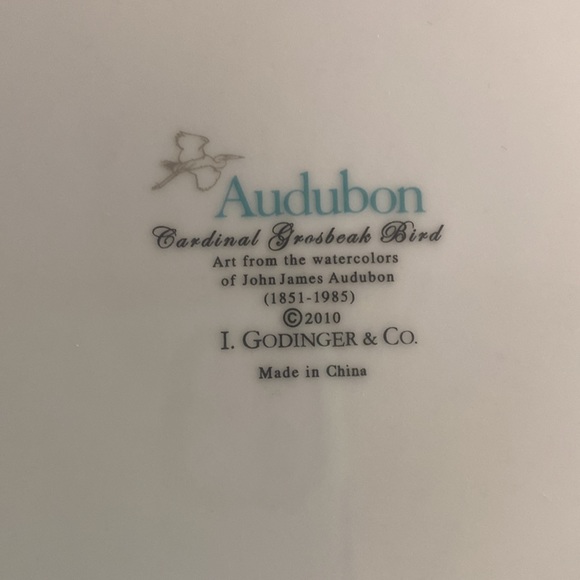 Audubon
Cardinal Grosbeak Bird
Art from the watercolors
of John James Audubon
(1851-1985)
©2010
I. GODINGER & CO.
Made in China